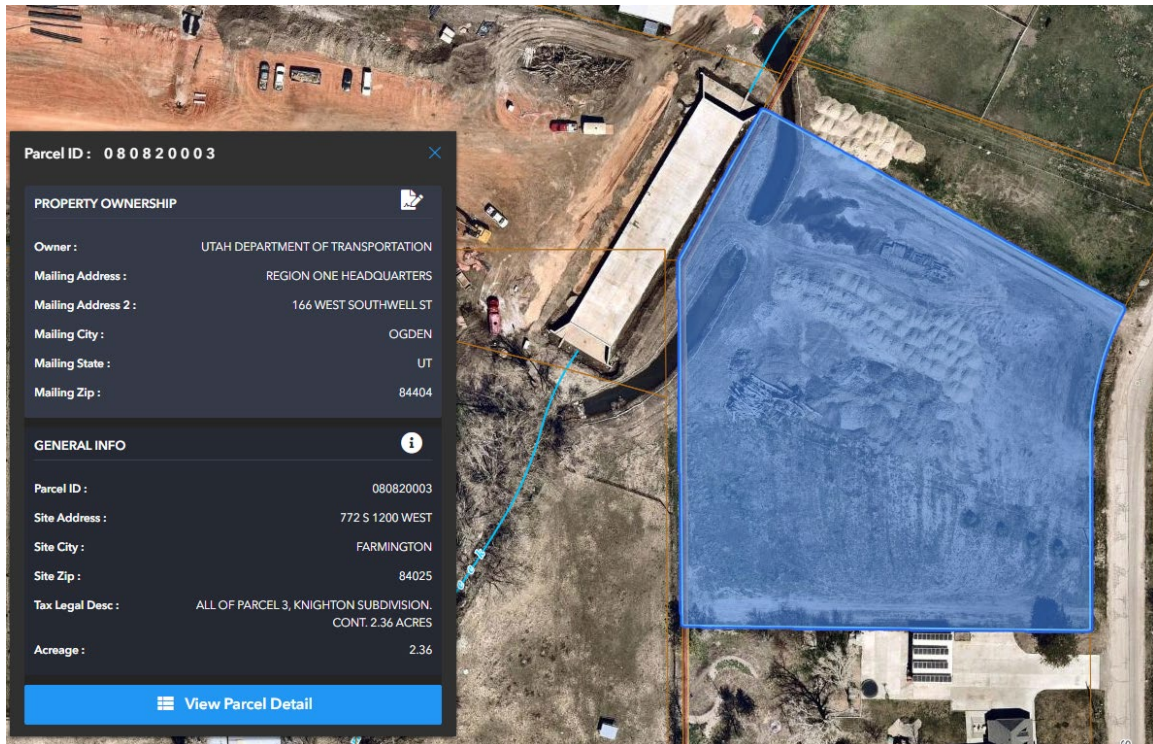 Parcel ID : 080820003
PROPERTY OWNERSHIP
Owner : UTAH DEPARTMENT OF TRANSPORTATION
Mailing Address : REGION ONE HEADQUARTERS
Mailing Address 2 : 166 WEST SOUTHWELL ST
Mailing City : OGDEN
Mailing State : UT
Mailing Zip : 84404
GENERAL INFO
Parcel ID : 080820003
Site Address : 772 S 1200 WEST
Site City : FARMINGTON
Site Zip : 84025
Tax Legal Desc : ALL OF PARCEL 3, KNIGHTON SUBDIVISION.
CONT. 2.36 ACRES
Acreage : 2.36
View Parcel Detail